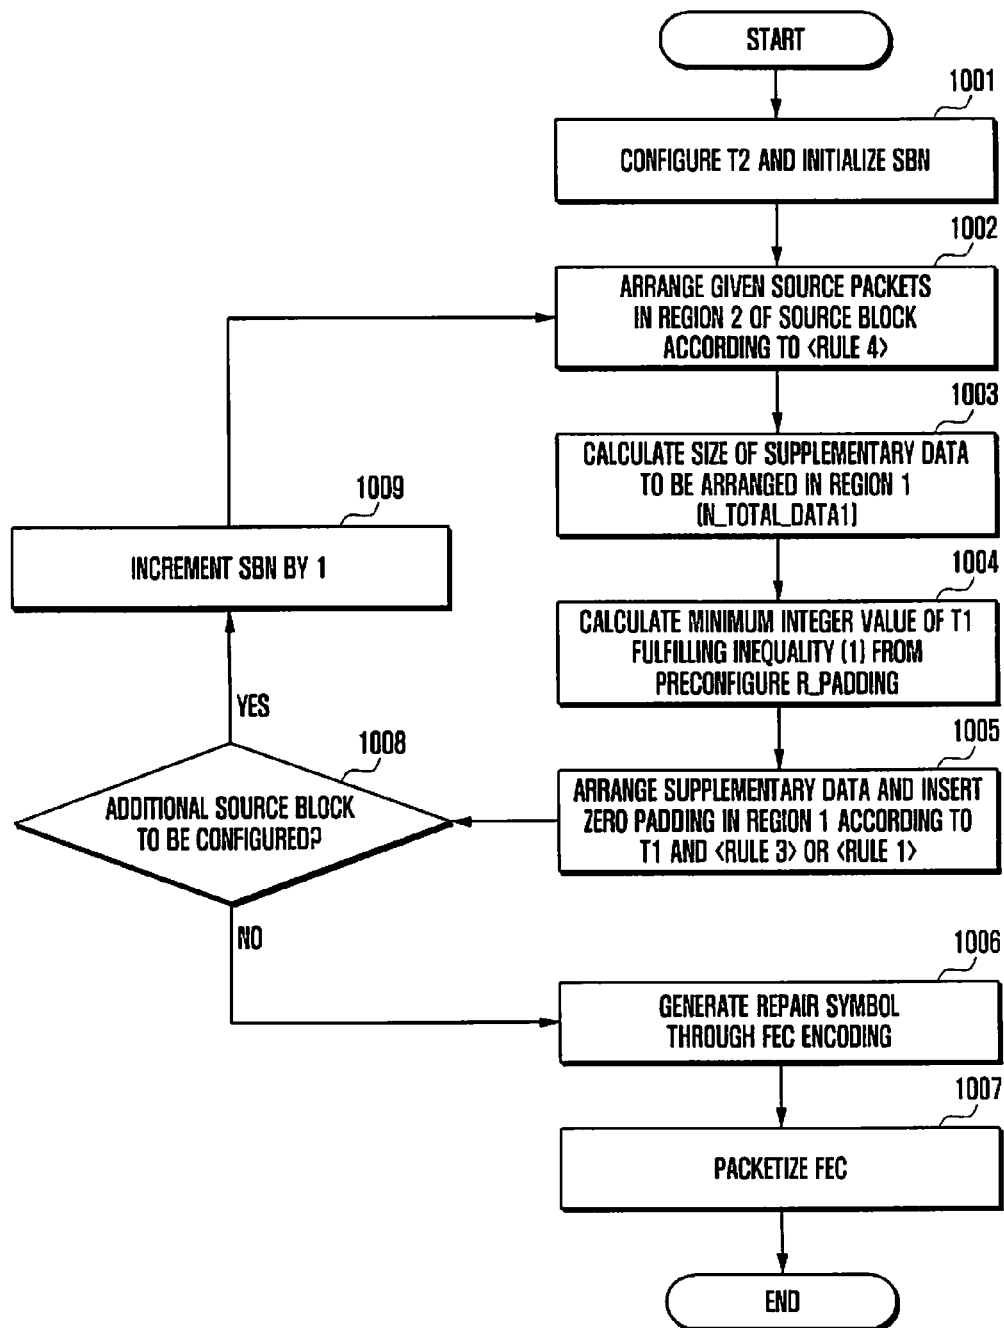 START
1001
CONFIGURE T2 AND INITIALIZE SBN
1002
ARRANGE GIVEN SOURCE PACKETS
IN REGION 2 OF SOURCE BLOCK
ACCORDING TO <RULE 4>
1003
CALCULATE SIZE OF SUPPLEMENTARY DATA
TO BE ARRANGED IN REGION 1
(N_TOTAL_DATA1)
1009
INCREMENT SBN BY 1
1004
CALCULATE MINIMUM INTEGER VALUE OF T1
FULFILLING INEQUALITY (1) FROM
PRECONFIGURE R_PADDING
YES
1008
ADDITIONAL SOURCE BLOCK
TO BE CONFIGURED?
1005
ARRANGE SUPPLEMENTARY DATA AND INSERT
ZERO PADDING IN REGION 1 ACCORDING TO
T1 AND <RULE 3> OR <RULE 1>
NO
1006
GENERATE REPAIR SYMBOL
THROUGH FEC ENCODING
1007
PACKETIZE FEC
END